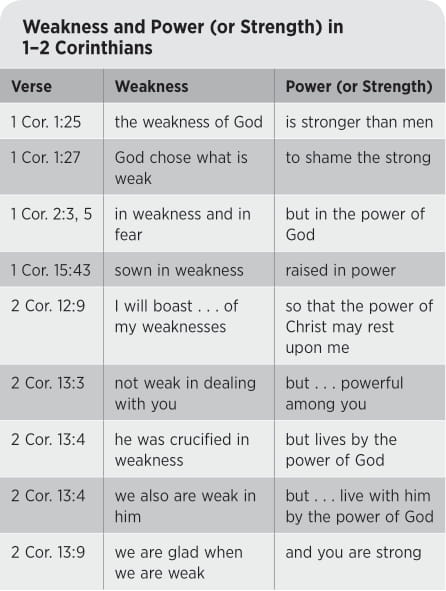 Weakness and Power (or Strength) in
1–2 Corinthians
Verse Weakness Power (or Strength)
1 Cor. 1:25 the weakness of God is stronger than men
1 Cor. 1:27 God chose what is to shame the strong
weak
1 Cor. 2:3, 5 in weakness and in but in the power of
fear God
1 Cor. 15:43 sown in weakness raised in power
2 Cor. 12:9 I will boast . . . of so that the power of
my weaknesses Christ may rest
upon me
2 Cor. 13:3 not weak in dealing but . . . powerful
with you among you
2 Cor. 13:4 he was crucified in but lives by the
weakness power of God
2 Cor. 13:4 we also are weak in but . . . live with him
him by the power of God
2 Cor. 13:9 we are glad when and you are strong
we are weak